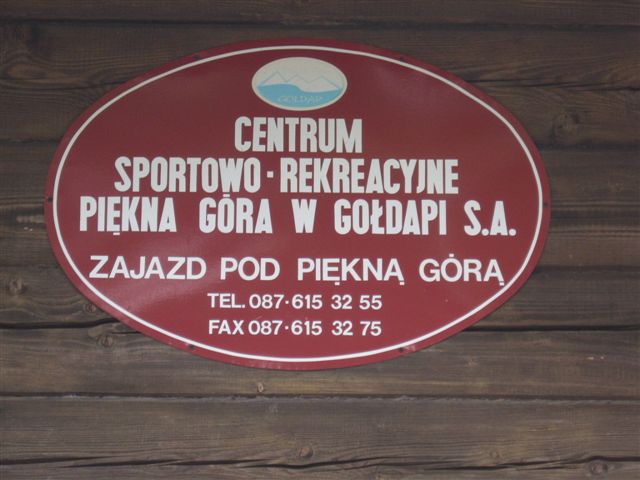 GOŁDAP
CENTRUM
SPORTOWO - REKREACYJNE
PIĘKNA GÓRA W GOŁDAPI S.A.
ZAJAZD POD PIĘKNĄ GÓRĄ
TEL. 087-615 32 55
FAX 087-615 32 75